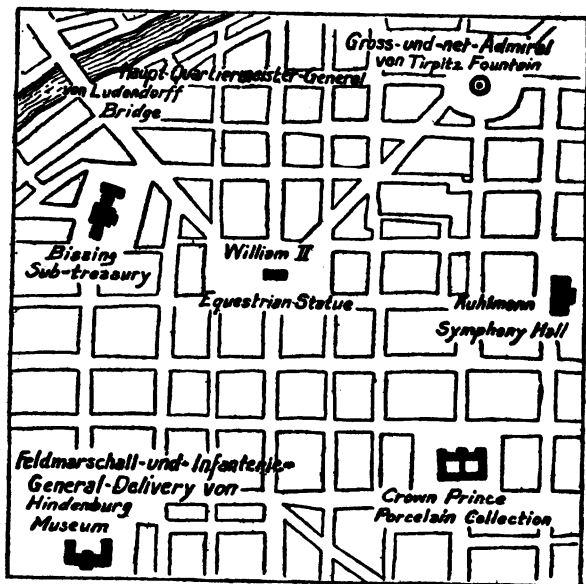 Gross-und-net-Admiral
von Tirpitz Fountain
Haupt-Quartiermeister-General
von Ludendorff
Bridge
Bissing
Sub-treasury
William II
Equestrian-Statue
Kuhlmann
Symphony Hall
Feldmarschall-und-Infanterie-
General-Delivery von
Hindenburg
Museum
Crown Prince
Porcelain Collection